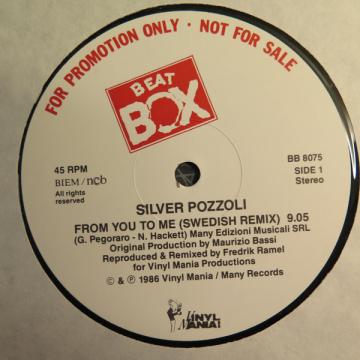 FOR PROMOTION ONLY · NOT FOR SALE
BEAT
BOX
45 RPM
BIEM/ncb
All rights
reserved
BB 8075
SIDE 1
Stereo
SILVER POZZOLI
FROM YOU TO ME (SWEDISH REMIX) 9.05
(G. Pegoraro - N. Hackett) Many Edizioni Musicali SRL
Original Production by Maurizio Bassi
Reproduced & Remixed by Fredrik Ramel
for Vinyl Mania Productions
© & ℗ 1986 Vinyl Mania / Many Records
VINYL
MANIA!